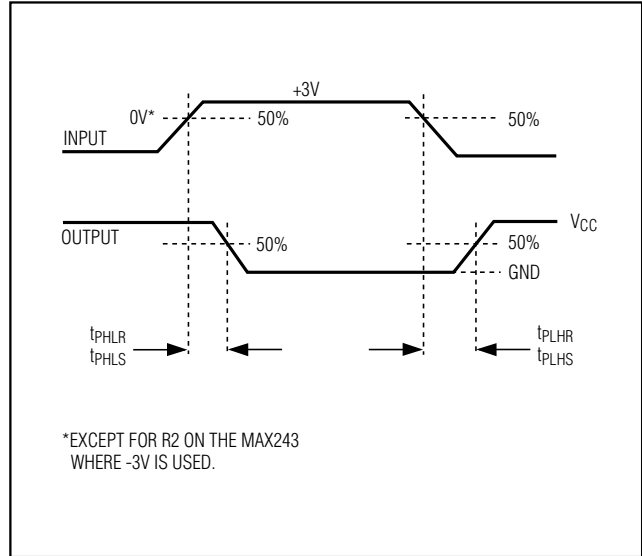 +3V
0V*
50%
50%
INPUT
VCC
OUTPUT
50%
50%
GND
tPHLR
tPHLS
tPLHR
tPLHS
*EXCEPT FOR R2 ON THE MAX243
WHERE -3V IS USED.